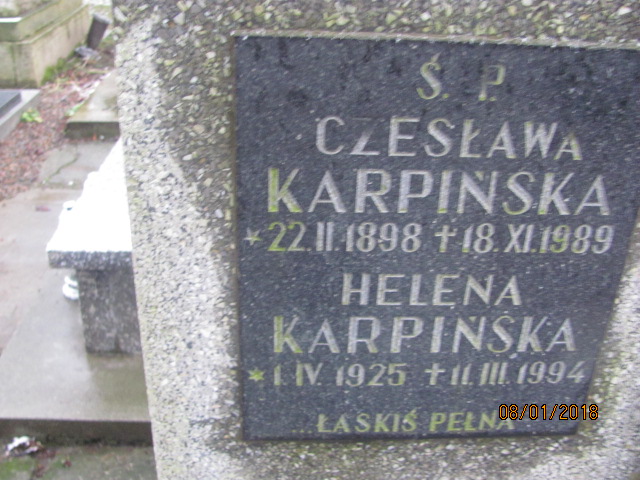 Ś. P.
CZESŁAWA
KARPIŃSKA
*22.II.1898 +18.XI.1989
HELENA
KARPIŃSKA
*1.IV.1925 +11.III.1994
ŁASKIŚ PEŁNA
08/01/2018